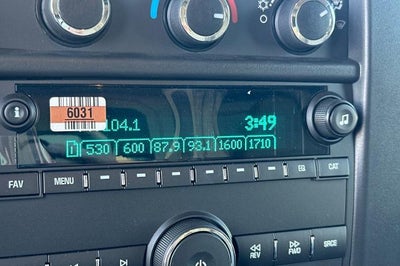 6031
104.1 3:49
i 530 600 87.9 93.1 1600 1710
i
FAV MENU EQ CAT
REV FWD SRCE